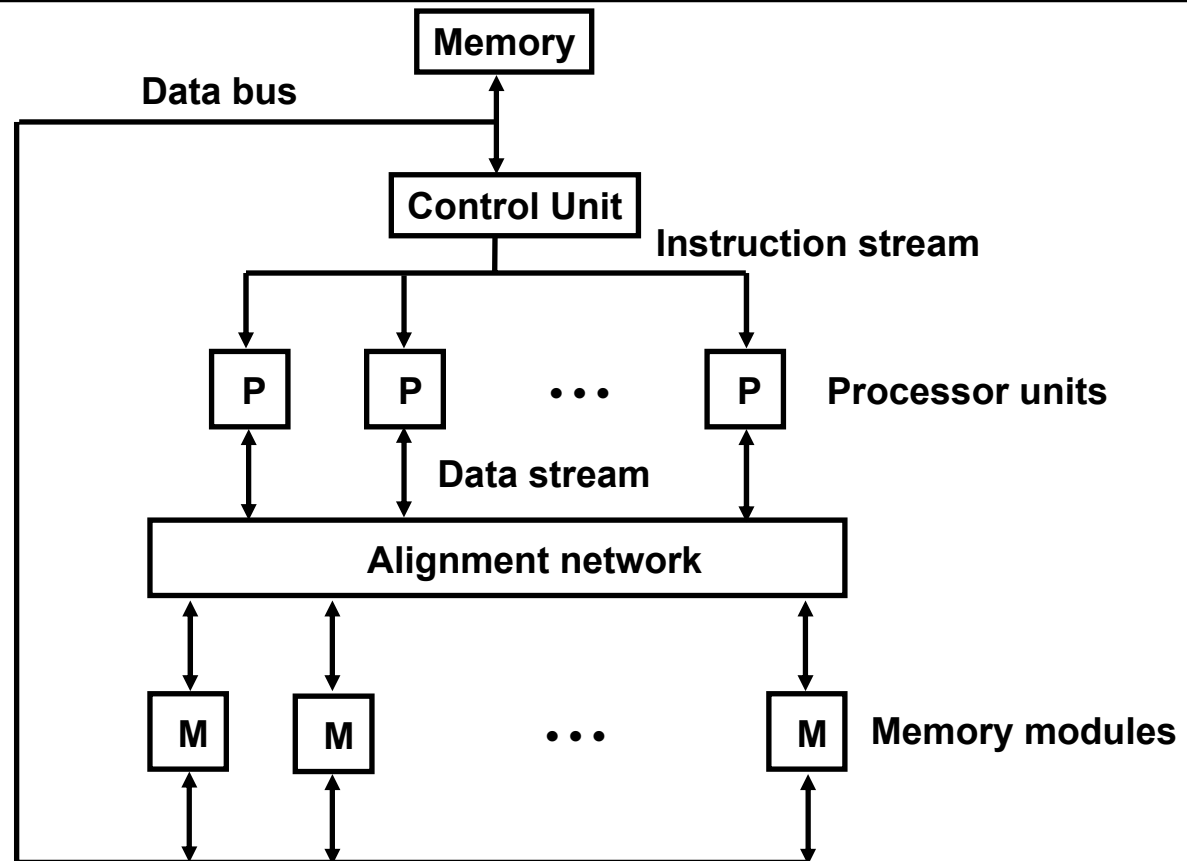 Memory
Data bus
Control Unit
Instruction stream
P
P
•••
P
Processor units
Data stream
Alignment network
M
M
•••
M
Memory modules